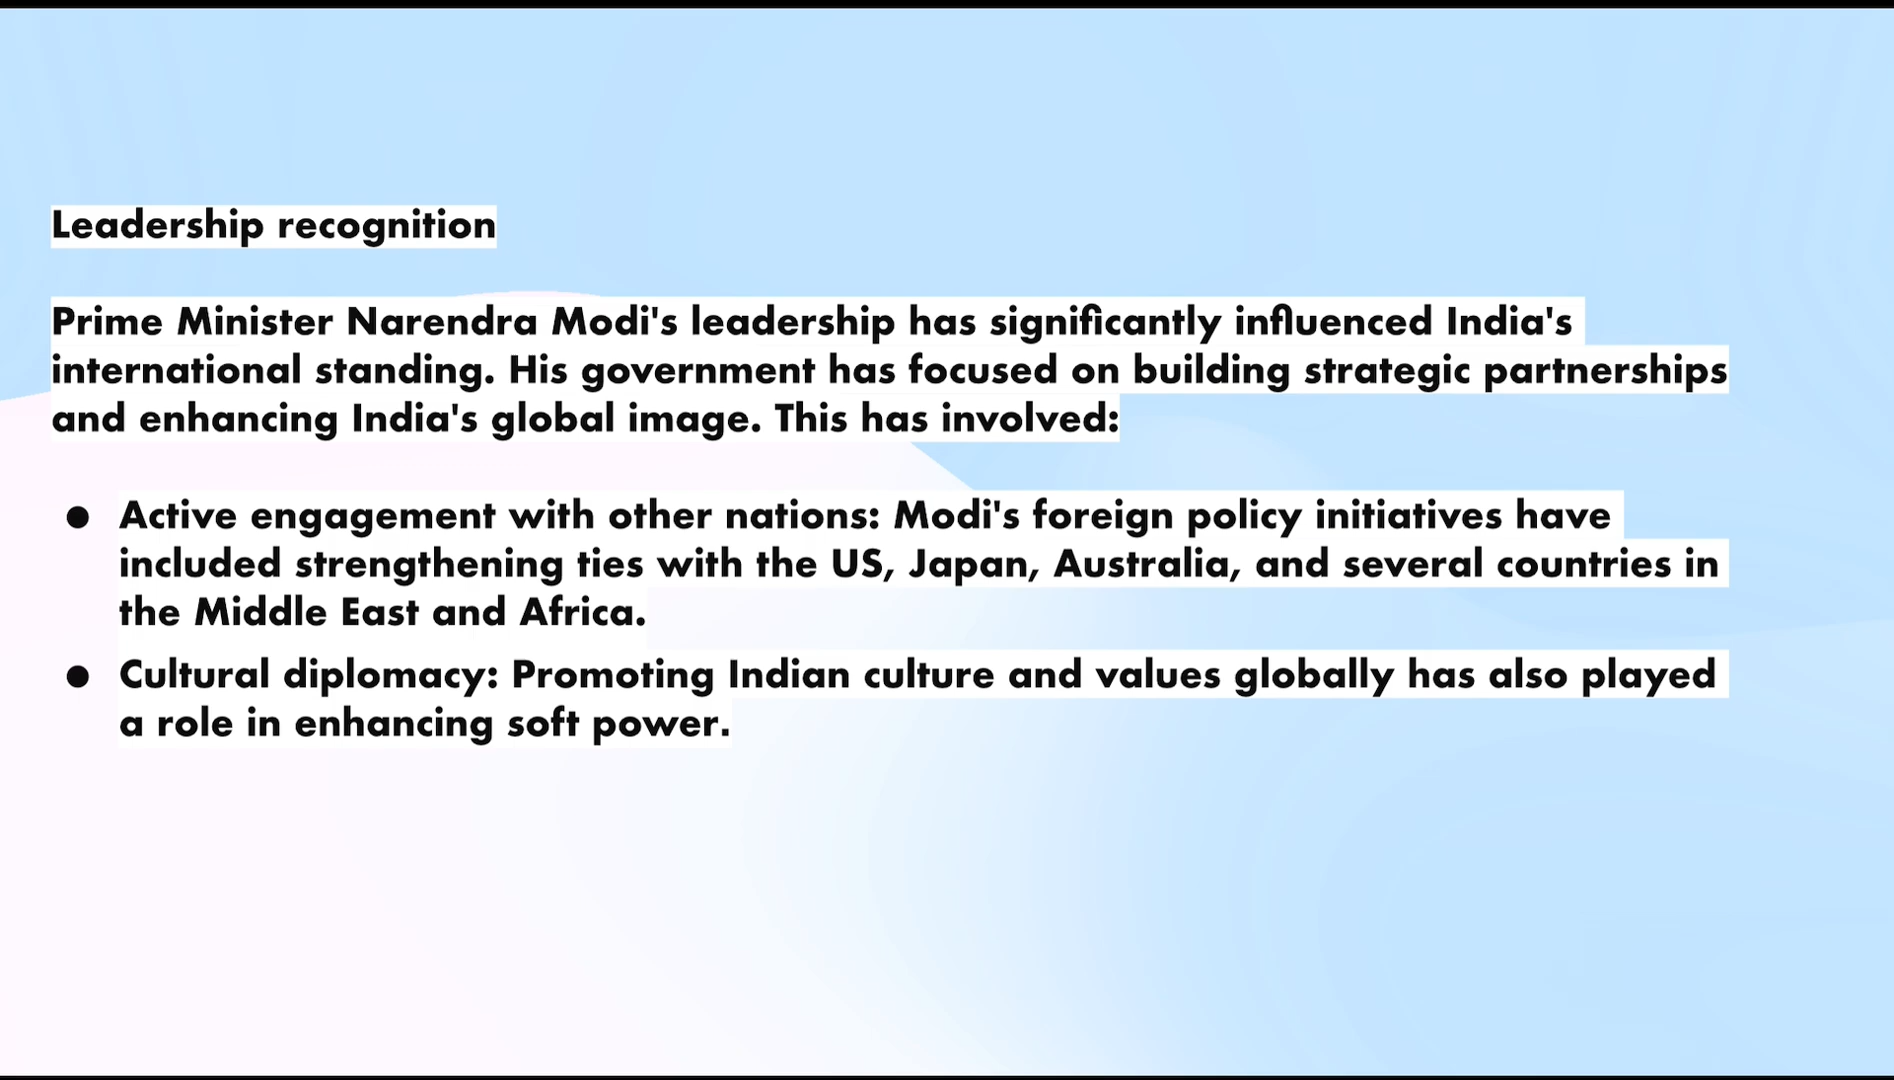 Leadership recognition
Prime Minister Narendra Modi's leadership has significantly influenced India's
international standing. His government has focused on building strategic partnerships
and enhancing India's global image. This has involved:
● Active engagement with other nations: Modi's foreign policy initiatives have
included strengthening ties with the US, Japan, Australia, and several countries in
the Middle East and Africa.
● Cultural diplomacy: Promoting Indian culture and values globally has also played
a role in enhancing soft power.